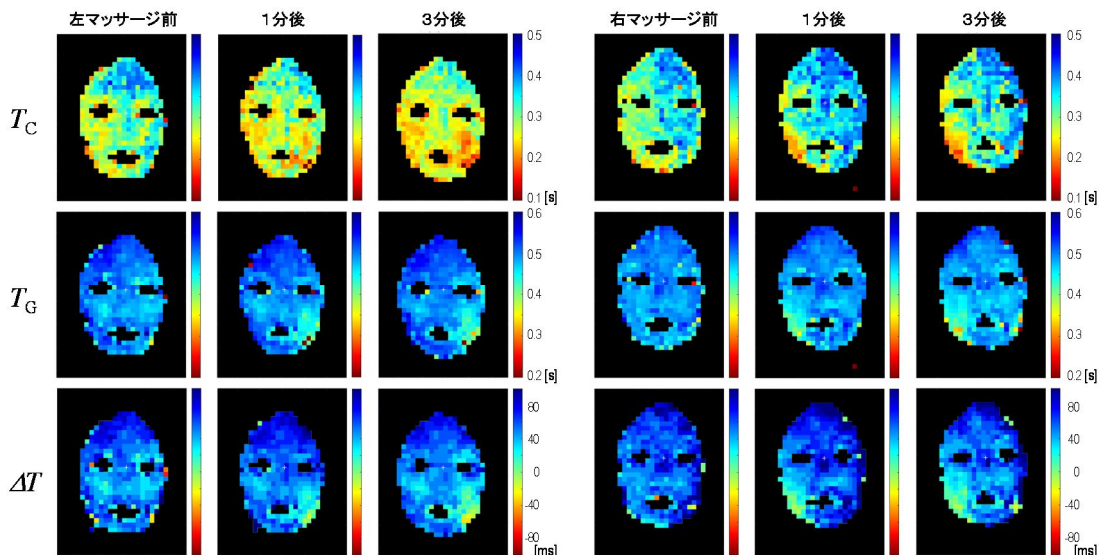 左マッサージ前 1分後 3分後 右マッサージ前 1分後 3分後
TC 0.5 0.4 0.3 0.2 0.1 [s] 0.5 0.4 0.3 0.2 0.1 [s]
TG 0.6 0.5 0.4 0.3 0.2 [s] 0.6 0.5 0.4 0.3 0.2 [s]
ΔT 80 40 0 -40 -80 [ms] 80 40 0 -40 -80 [ms]